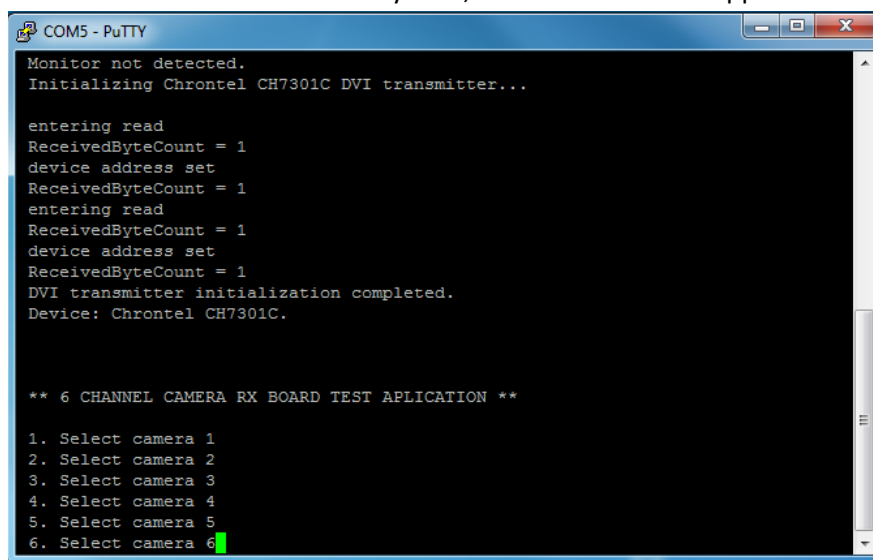 COM5 - PuTTY
Monitor not detected.
Initializing Chrontel CH7301C DVI transmitter...
entering read
ReceivedByteCount = 1
device address set
ReceivedByteCount = 1
entering read
ReceivedByteCount = 1
device address set
ReceivedByteCount = 1
DVI transmitter initialization completed.
Device: Chrontel CH7301C.
** 6 CHANNEL CAMERA RX BOARD TEST APLICATION **
1. Select camera 1
2. Select camera 2
3. Select camera 3
4. Select camera 4
5. Select camera 5
6. Select camera 6